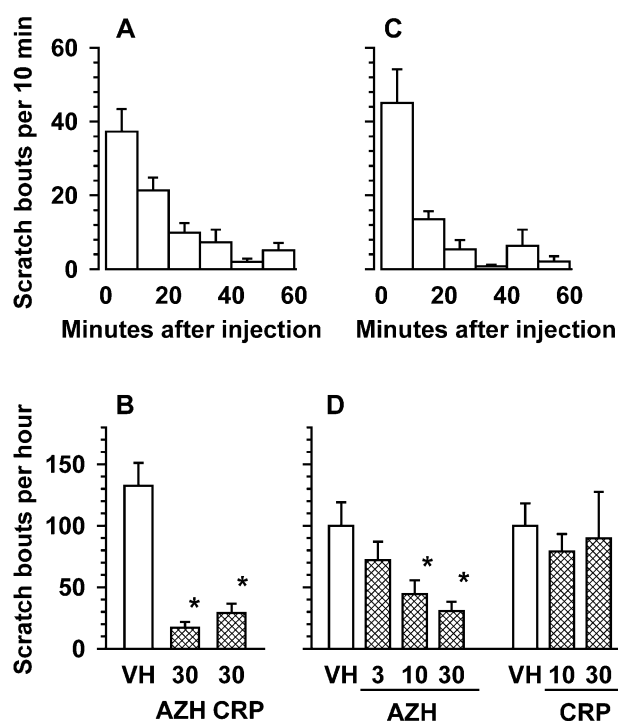 A
C
Scratch bouts per 10 min
60
40
20
0
0 20 40 60
0 20 40 60
Minutes after injection
Minutes after injection
B
D
Scratch bouts per hour
150
100
50
0
* *
* *
VH 30 30
VH 3 10 30
VH 10 30
AZH CRP
AZH
CRP